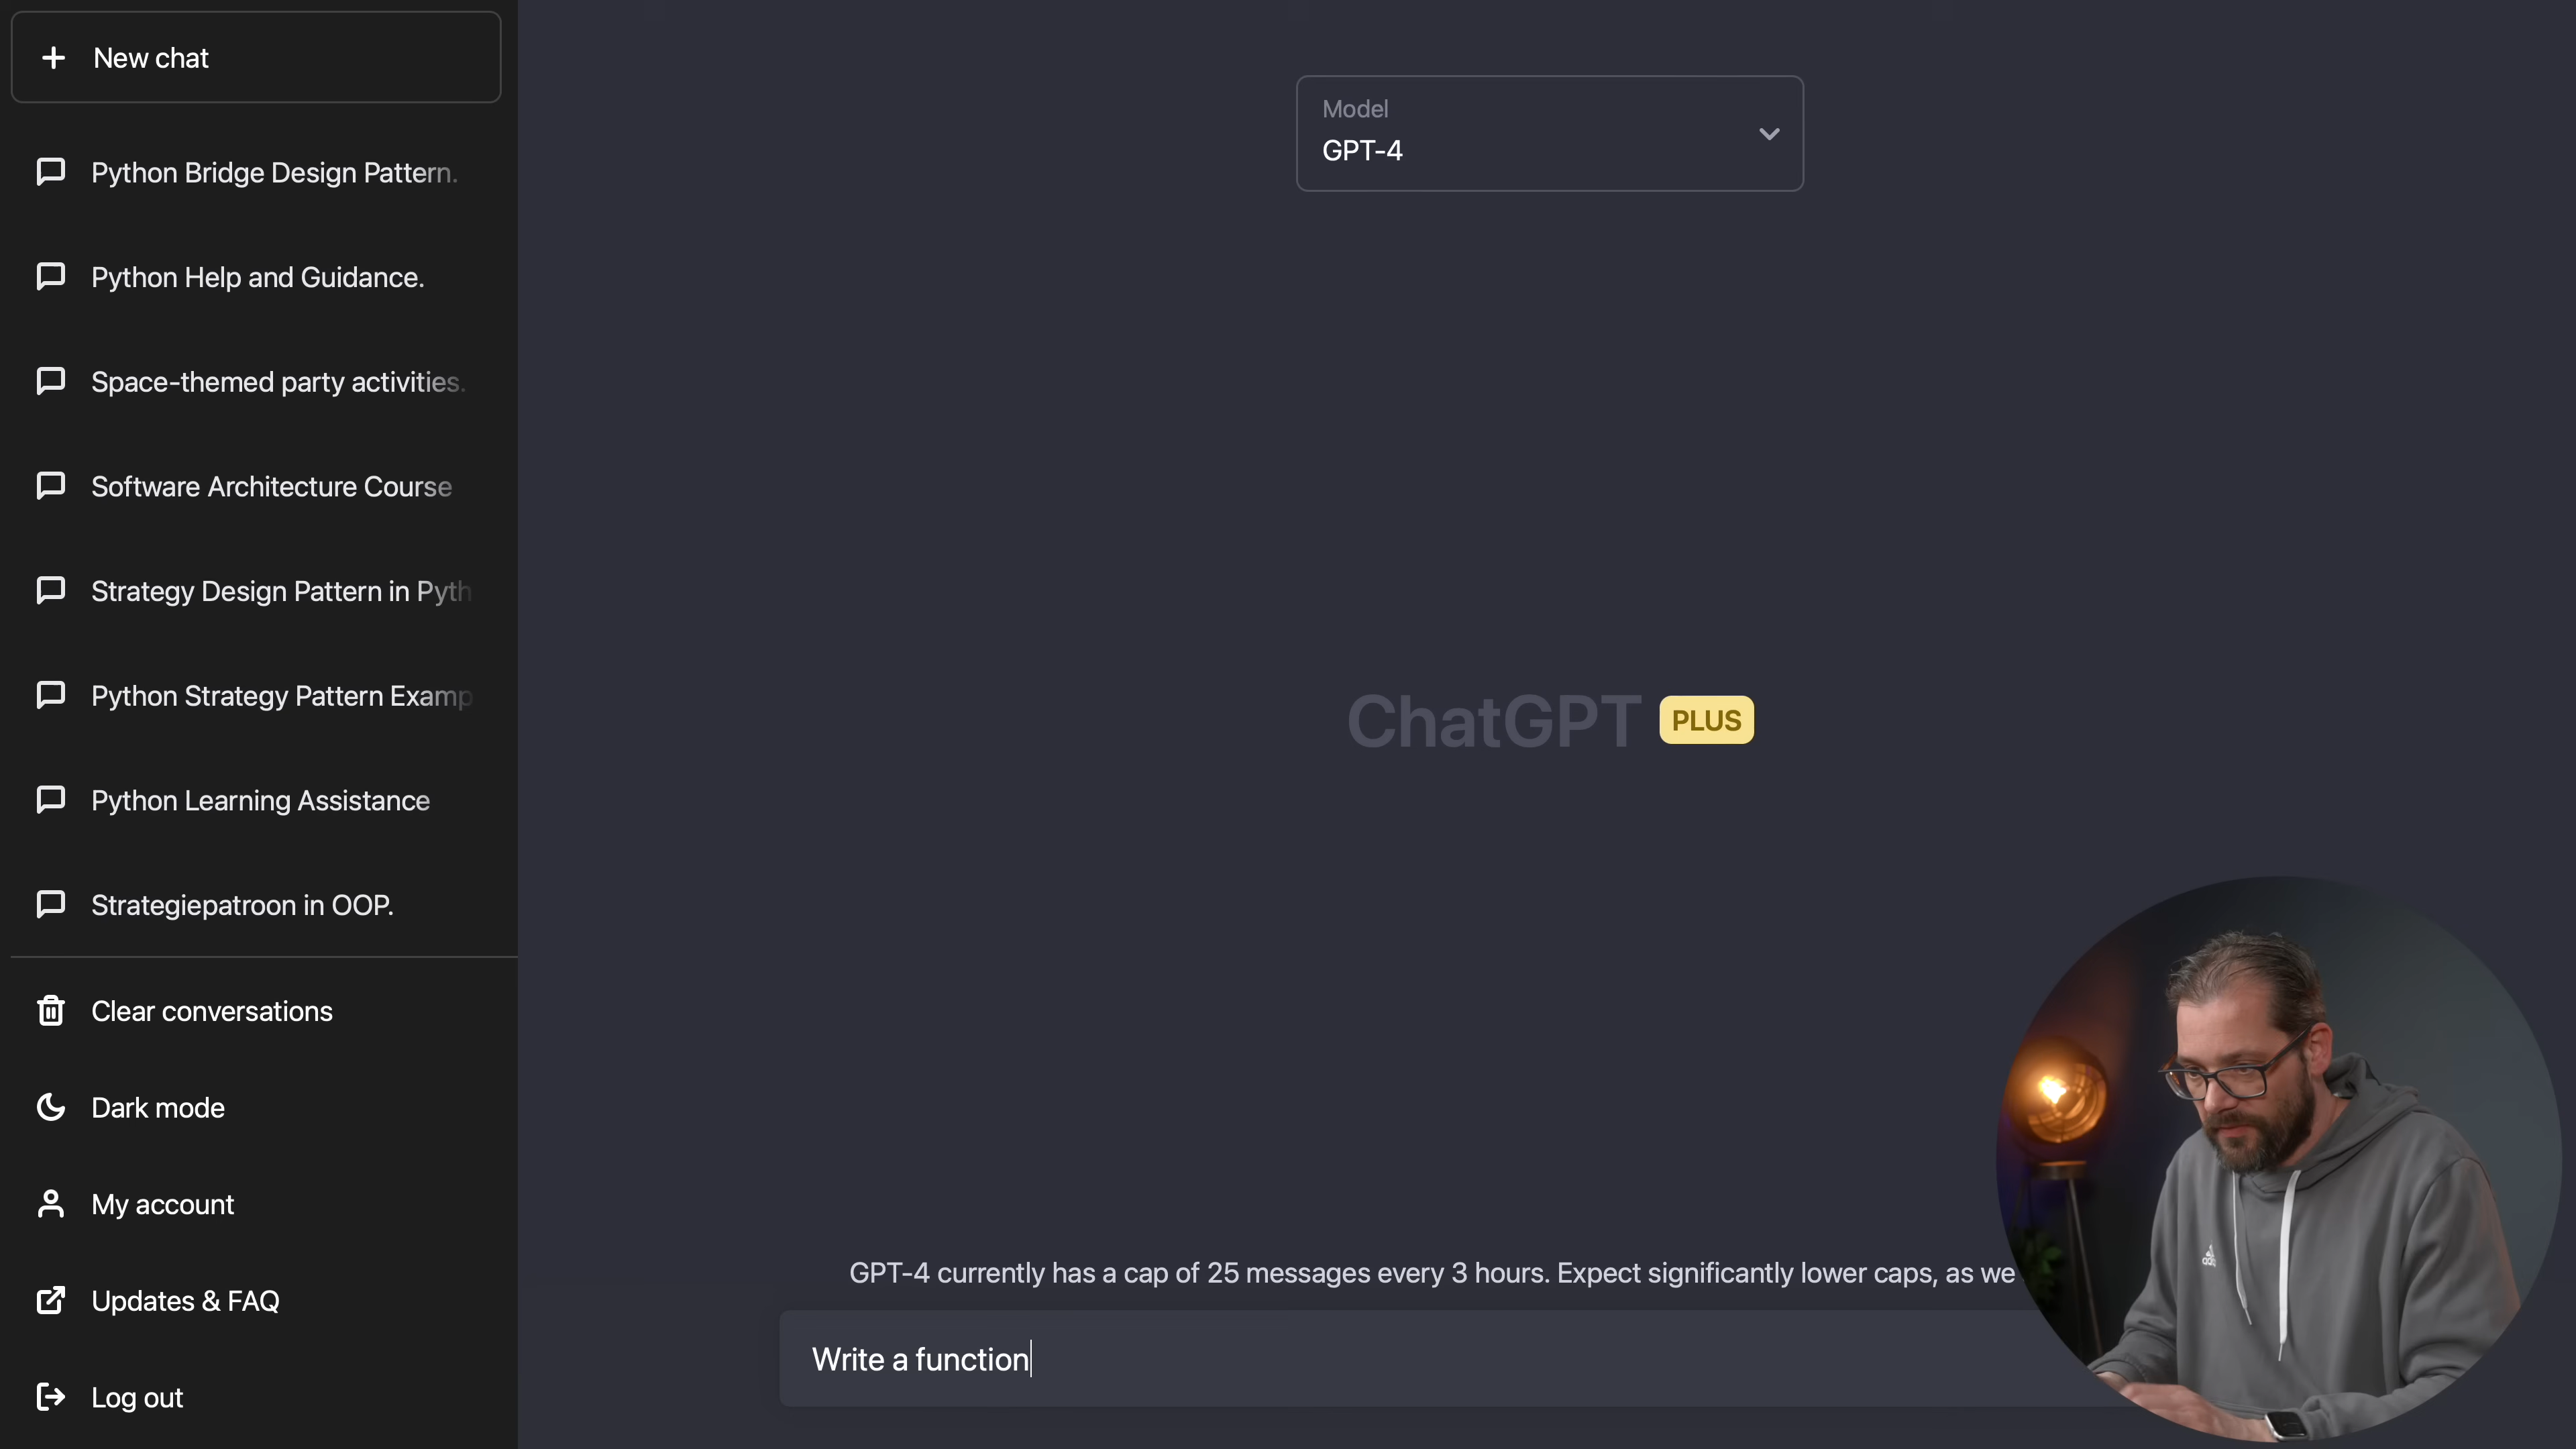 New chat
Python Bridge Design Pattern.
Python Help and Guidance.
Space-themed party activities.
Software Architecture Course
Strategy Design Pattern in Pyth
Python Strategy Pattern Examp
Python Learning Assistance
Strategiepatroon in OOP.
Clear conversations
Dark mode
My account
Updates & FAQ
Log out
Model
GPT-4
ChatGPT PLUS
GPT-4 currently has a cap of 25 messages every 3 hours. Expect significantly lower caps, as we
Write a function